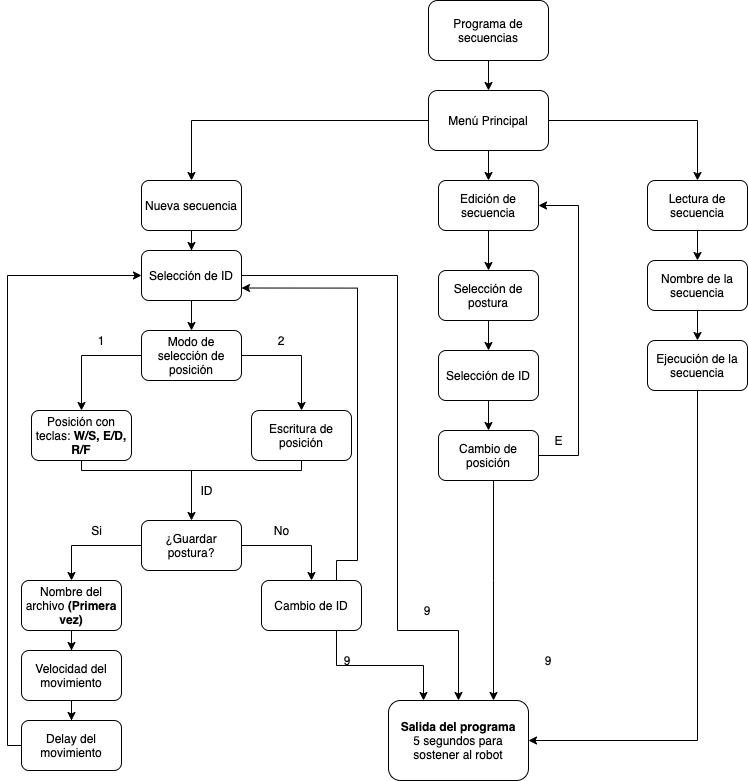 Programa de
secuencias
Menú Principal
Nueva secuencia
Edición de
secuencia
Lectura de
secuencia
Selección de ID
Selección de
postura
Nombre de la
secuencia
1
Modo de
selección de
posición
2
Selección de ID
Ejecución de la
secuencia
Posición con
teclas: W/S, E/D,
R/F
Escritura de
posición
Cambio de
posición
E
ID
Si
¿Guardar
postura?
No
Nombre del
archivo (Primera
vez)
Cambio de ID
9
Velocidad del
movimiento
9
9
Delay del
movimiento
Salida del programa
5 segundos para
sostener al robot